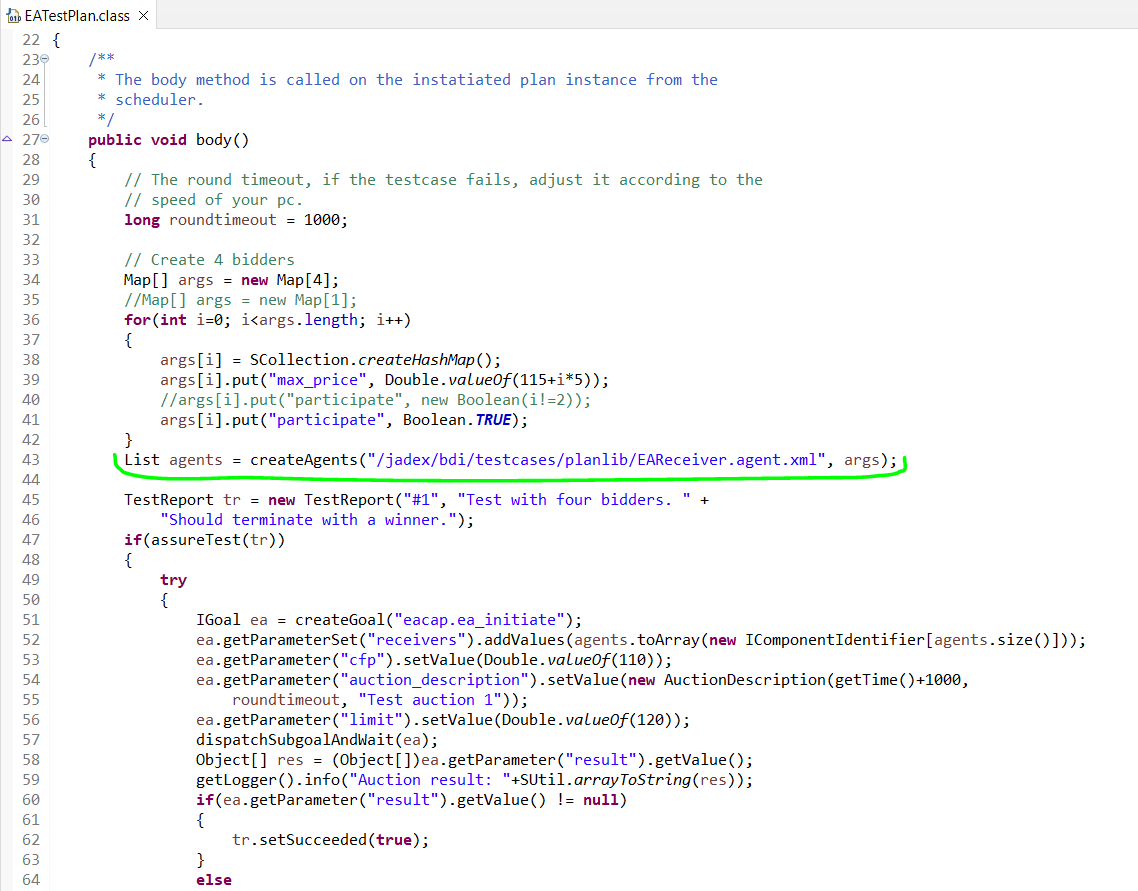 EATestPlan.class
22 {
23     /**
24      * The body method is called on the instatiated plan instance from the
25      * scheduler.
26      */
27     public void body()
28     {
29         // The round timeout, if the testcase fails, adjust it according to the
30         // speed of your pc.
31         long roundtimeout = 1000;
32
33         // Create 4 bidders
34         Map[] args = new Map[4];
35         //Map[] args = new Map[1];
36         for(int i=0; i<args.length; i++)
37         {
38             args[i] = SCollection.createHashMap();
39             args[i].put("max_price", Double.valueOf(115+i*5));
40             //args[i].put("participate", new Boolean(i!=2));
41             args[i].put("participate", Boolean.TRUE);
42         }
43         List agents = createAgents("/jadex/bdi/testcases/planlib/EAReceiver.agent.xml", args);
44
45         TestReport tr = new TestReport("#1", "Test with four bidders. " +
46             "Should terminate with a winner.");
47         if(assureTest(tr))
48         {
49             try
50             {
51                 IGoal ea = createGoal("eacap.ea_initiate");
52                 ea.getParameterSet("receivers").addValues(agents.toArray(new IComponentIdentifier[agents.size()]));
53                 ea.getParameter("cfp").setValue(Double.valueOf(110));
54                 ea.getParameter("auction_description").setValue(new AuctionDescription(getTime()+1000,
55                     roundtimeout, "Test auction 1"));
56                 ea.getParameter("limit").setValue(Double.valueOf(120));
57                 dispatchSubgoalAndWait(ea);
58                 Object[] res = (Object[])ea.getParameter("result").getValue();
59                 getLogger().info("Auction result: "+SUtil.arrayToString(res));
60                 if(ea.getParameter("result").getValue() != null)
61                 {
62                     tr.setSucceeded(true);
63                 }
64                 else